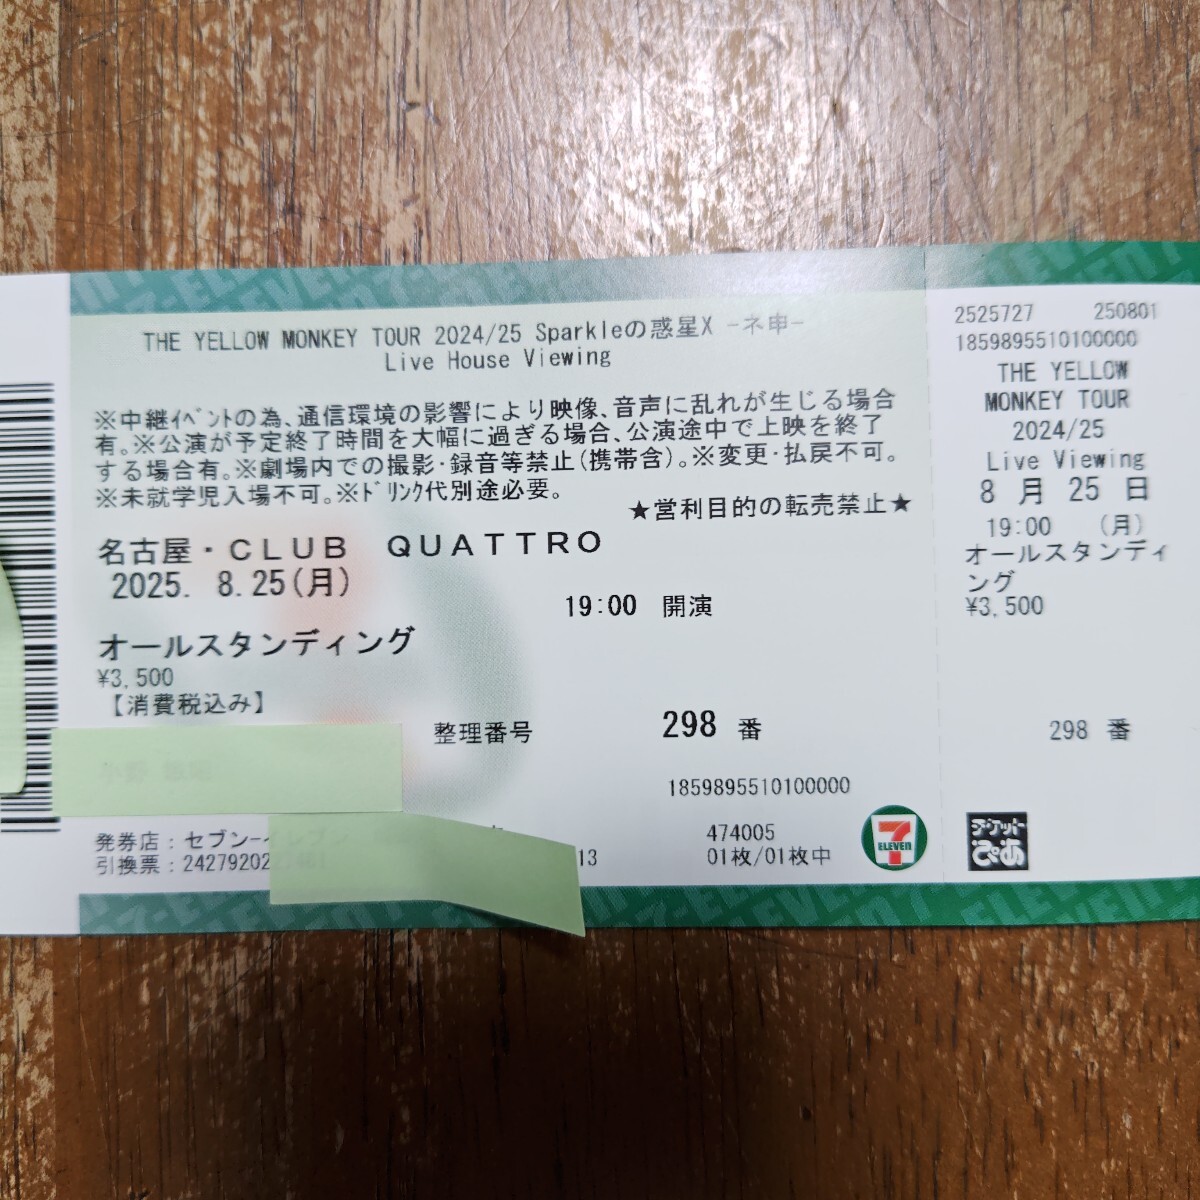 THE YELLOW MONKEY TOUR 2024/25 Sparkleの惑星X -ネ申-
Live House Viewing
※中継イベントの為、通信環境の影響により映像、音声に乱れが生じる場合
有。※公演が予定終了時間を大幅に過ぎる場合、公演途中で上映を終了
する場合有。※劇場内での撮影・録音等禁止(携帯含)。※変更・払戻不可。
※未就学児入場不可。※ドリンク代別途必要。
★営利目的の転売禁止★
名古屋・CLUB QUATTRO
2025. 8.25(月)
19:00 開演
オールスタンディング
¥3,500
【消費税込み】
整理番号 298 番
1859895510100000
発券店:セブン-イ
引換票:24279202
13
474005
01枚/01枚中
7
ELEVEN
2525727 250801
1859895510100000
THE YELLOW
MONKEY TOUR
2024/25
Live Viewing
8 月 25 日
19:00 (月)
オールスタンディ
ング
¥3,500
298 番
チケット
ぴあ